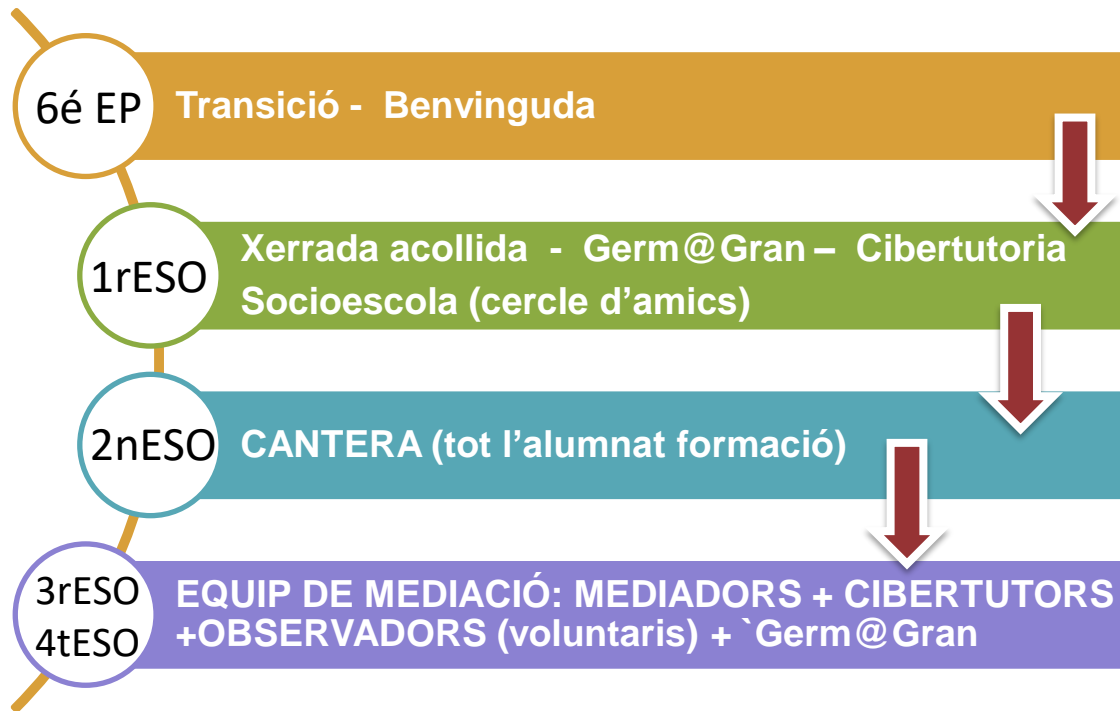 6é EP
Transició - Benvinguda
1rESO
Xerrada acollida - Germ@Gran – Cibertutoria
Socioescola (cercle d’amics)
2nESO
CANTERA (tot l’alumnat formació)
3rESO
4tESO
EQUIP DE MEDIACIÓ: MEDIADORS + CIBERTUTORS
+OBSERVADORS (voluntaris) + `Germ@Gran